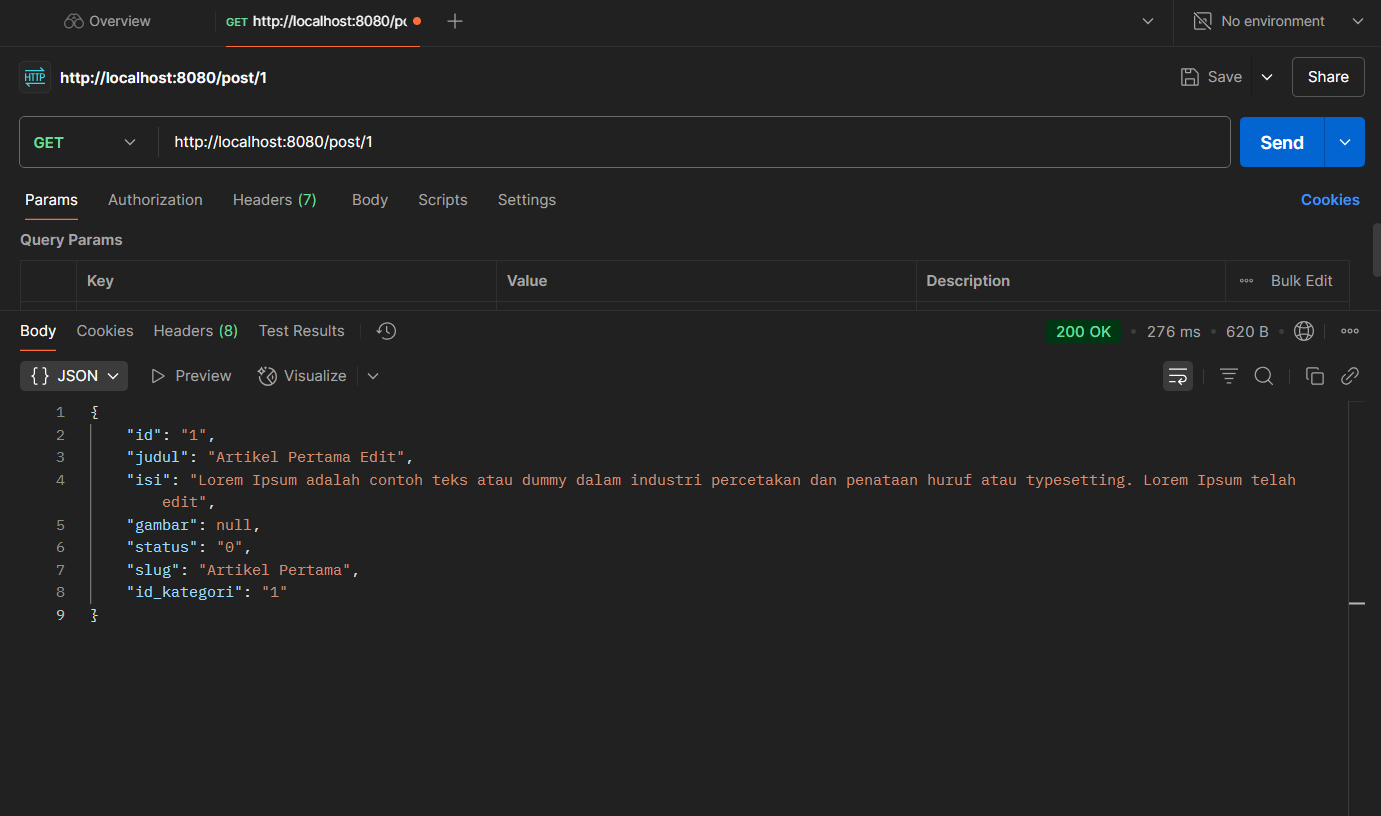 Overview
GET http://localhost:8080/po
No environment
HTTP http://localhost:8080/post/1
Save
Share
GET http://localhost:8080/post/1
Send
Params Authorization Headers (7) Body Scripts Settings Cookies
Query Params
Key Value Description Bulk Edit
Body Cookies Headers (8) Test Results 200 OK 276 ms 620 B
{} JSON Preview Visualize
1 {
2 "id": "1",
3 "judul": "Artikel Pertama Edit",
4 "isi": "Lorem Ipsum adalah contoh teks atau dummy dalam industri percetakan dan penataan huruf atau typesetting. Lorem Ipsum telah
edit",
5 "gambar": null,
6 "status": "0",
7 "slug": "Artikel Pertama",
8 "id_kategori": "1"
9 }